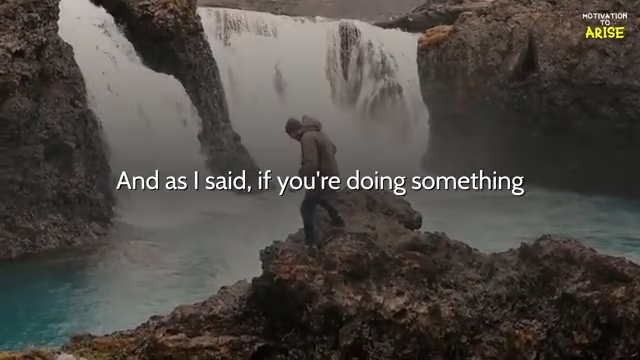 MOTIVATION
TO
ARISE
And as I said, if you're doing something